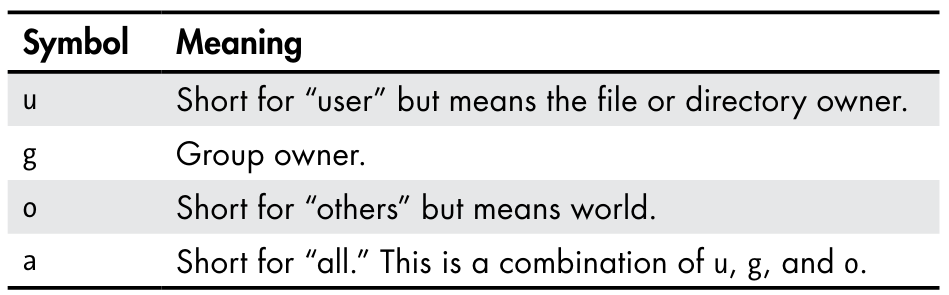 Symbol Meaning
u Short for “user” but means the file or directory owner.
g Group owner.
o Short for “others” but means world.
a Short for “all.” This is a combination of u, g, and o.